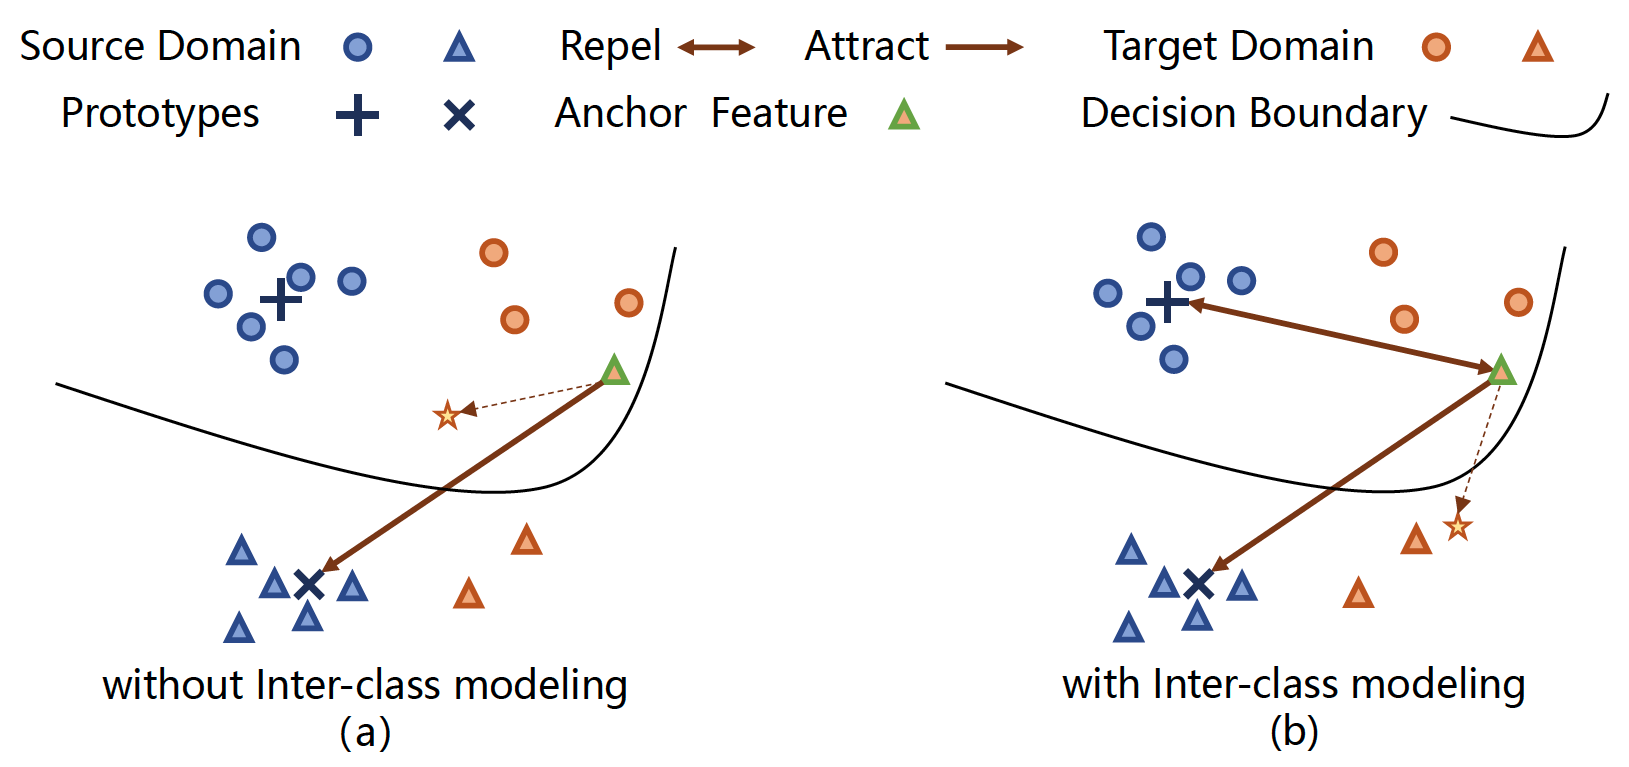 Source Domain Repel Attract Target Domain
Prototypes Anchor Feature Decision Boundary
without Inter-class modeling
(a)
with Inter-class modeling
(b)